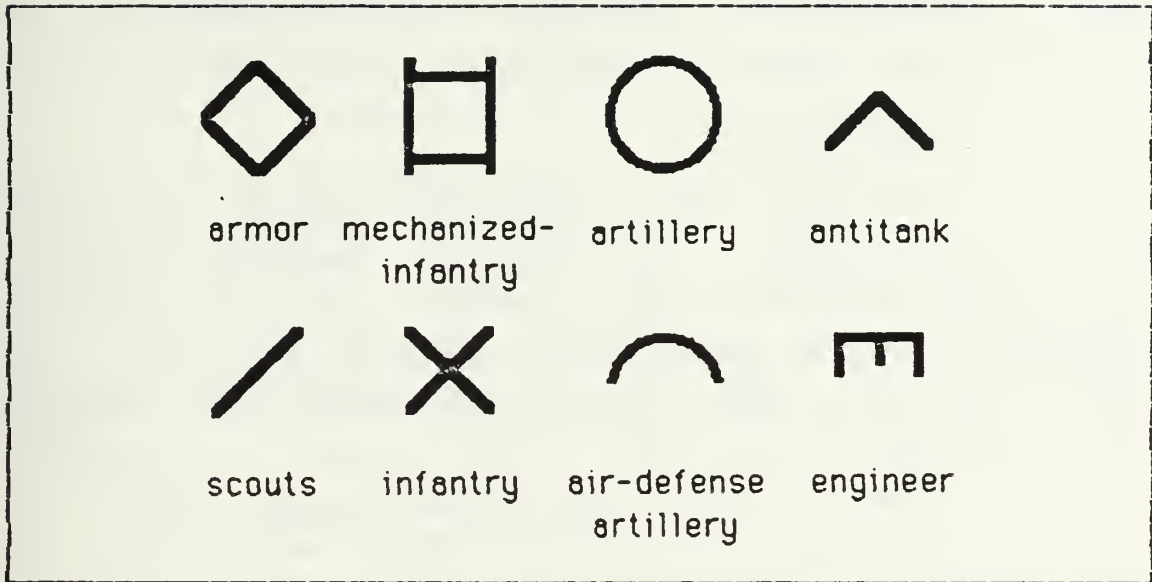 armor mechanized- artillery antitank
infantry
scouts infantry air-defense engineer
artillery